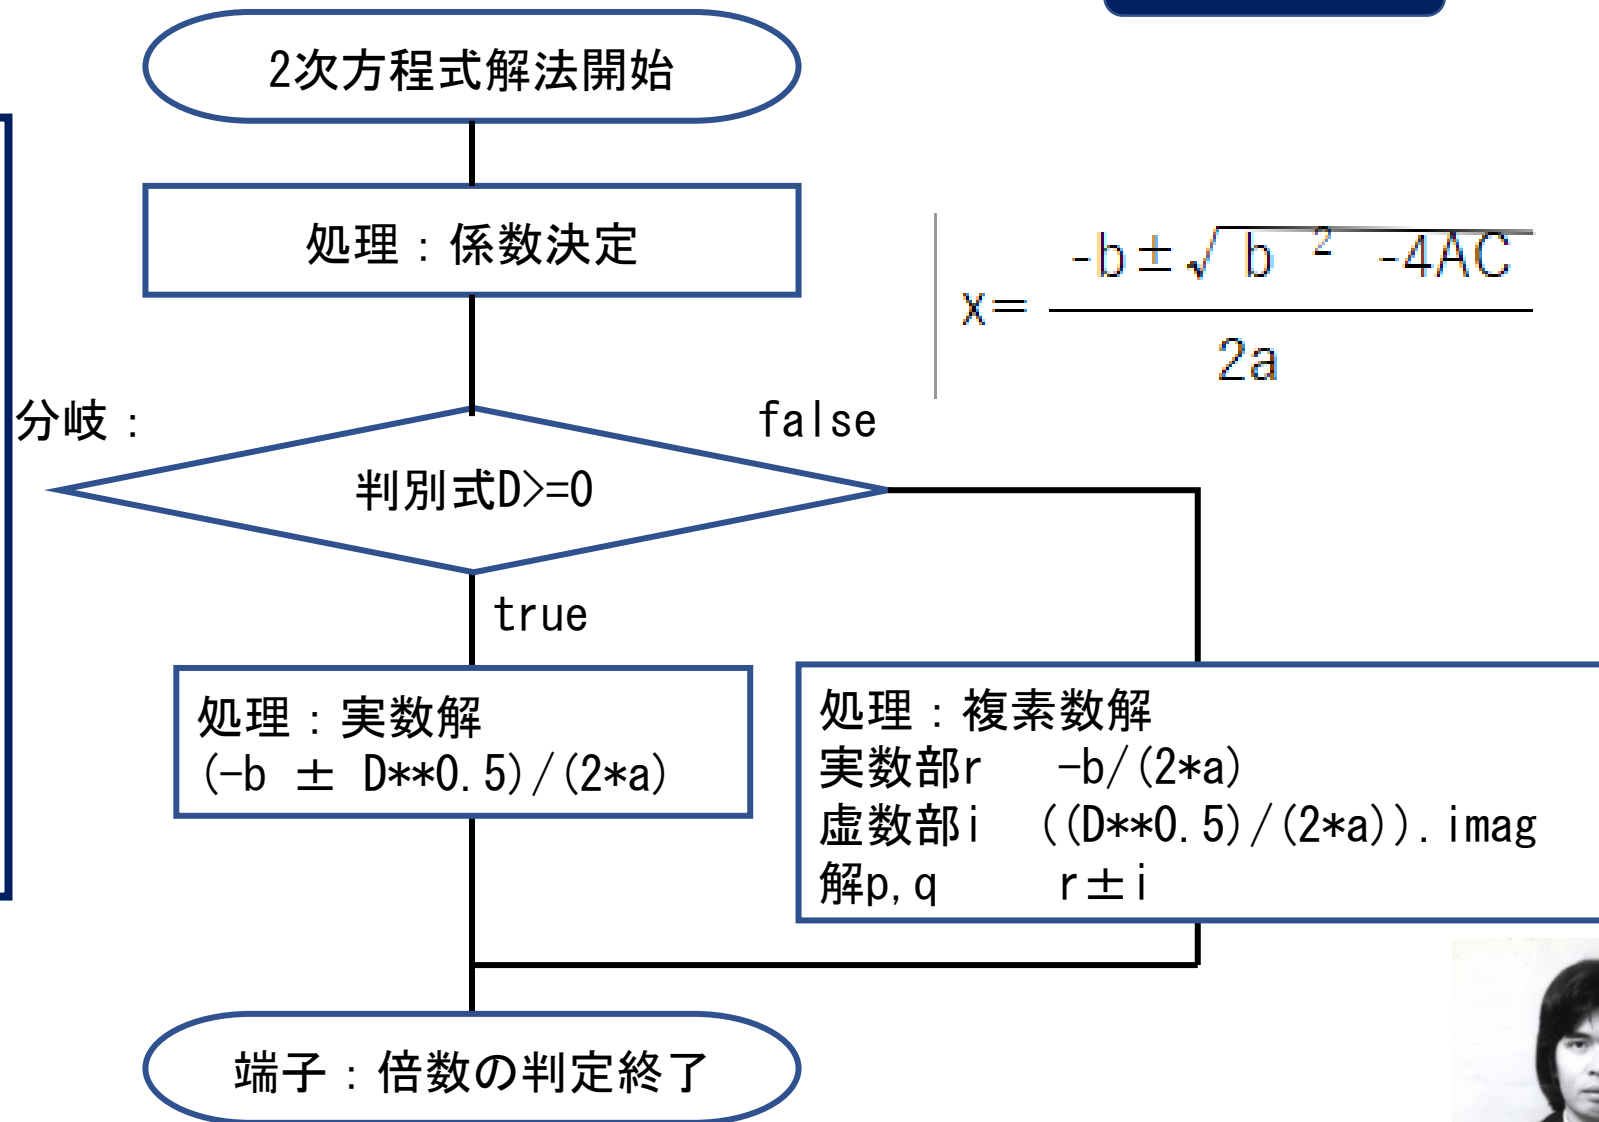 2次方程式解法開始
処理：係数決定
x= -b±√ b 2 -4AC
2a
分岐：
false
判別式D>=0
true
処理：実数解
(-b ± D**0.5)/(2*a)
処理：複素数解
実数部r -b/(2*a)
虚数部i ((D**0.5)/(2*a)).imag
解p,q r±i
端子：倍数の判定終了